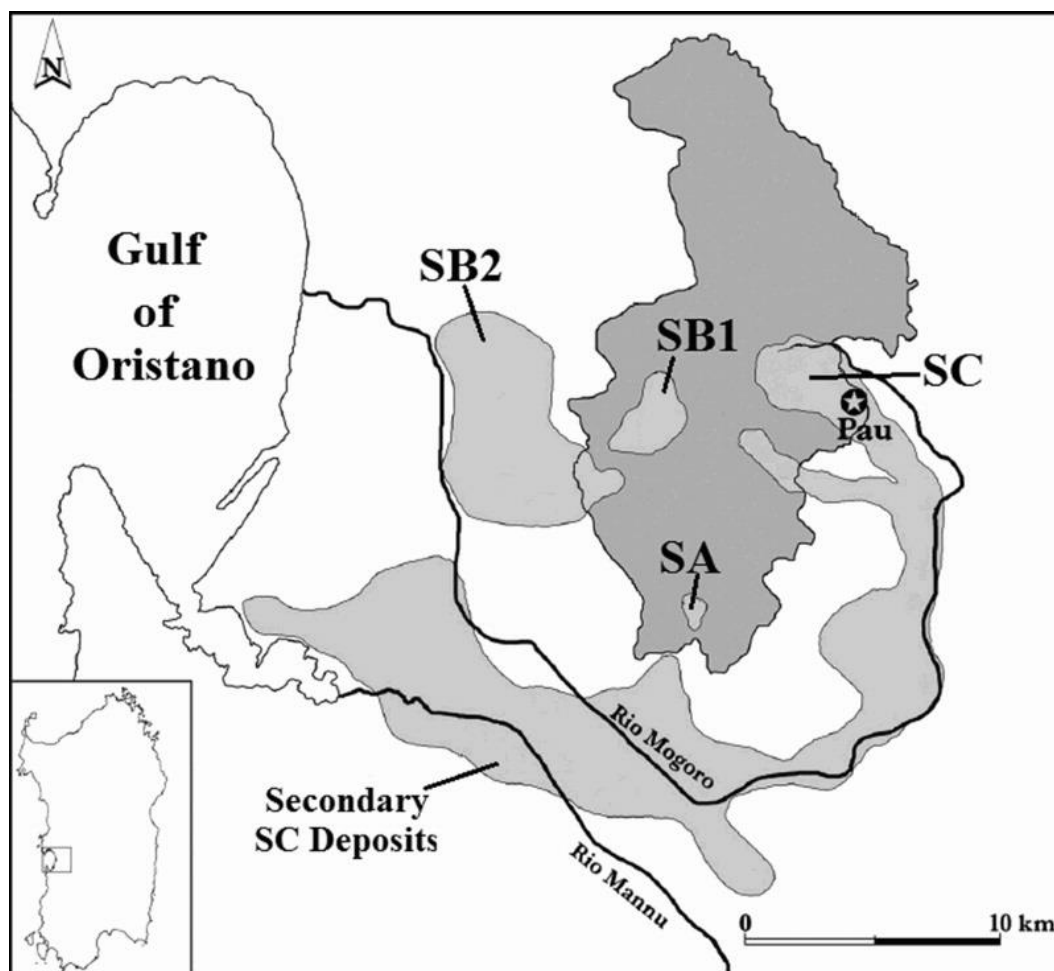 N
Gulf
of
Oristano
SB2
SB1
SC
Pau
SA
Rio Mogoro
Secondary
SC Deposits
Rio Mannu
0 10 km